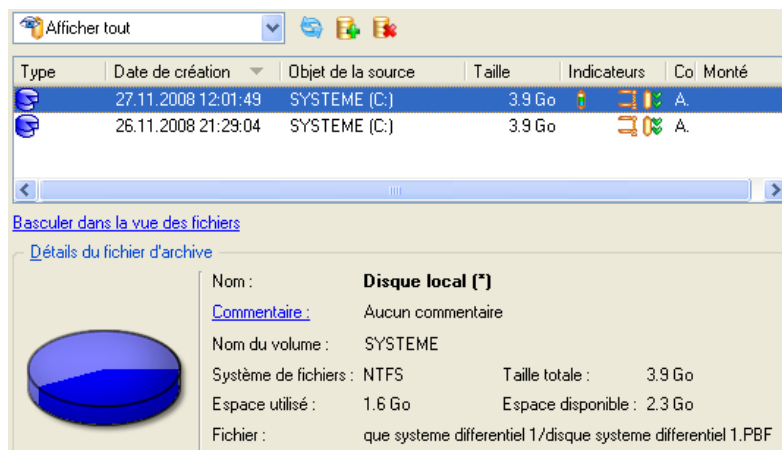 Afficher tout
Type Date de création Objet de la source Taille Indicateurs Co Monté
27.11.2008 12:01:49 SYSTEME (C:) 3.9 Go A.
26.11.2008 21:29:04 SYSTEME (C:) 3.9 Go A.
Basculer dans la vue des fichiers
Détails du fichier d'archive
Nom : Disque local (*)
Commentaire : Aucun commentaire
Nom du volume : SYSTEME
Système de fichiers : NTFS Taille totale : 3.9 Go
Espace utilisé : 1.6 Go Espace disponible : 2.3 Go
Fichier : que systeme differentiel 1/disque systeme differentiel 1.PBF